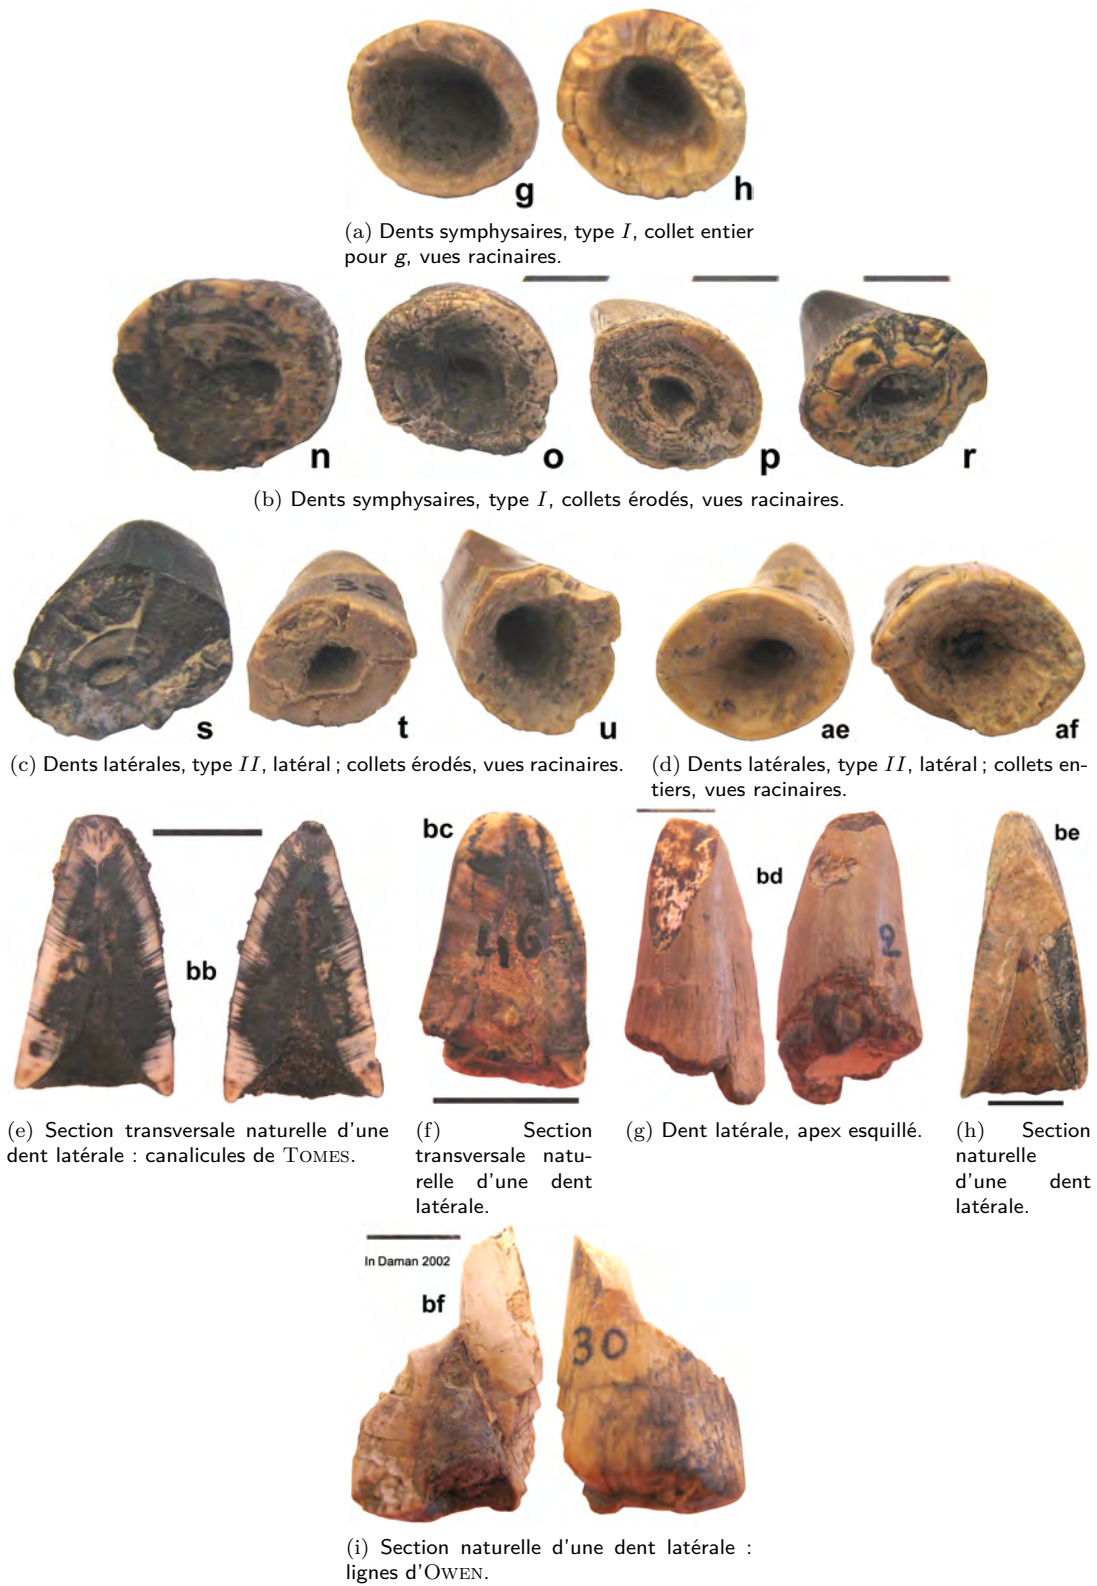 g
h
(a) Dents symphysaires, type I, collet entier
pour g, vues racinaires.
n
o
p
r
(b) Dents symphysaires, type I, collets érodés, vues racinaires.
35
s
t
u
ae
af
(c) Dents latérales, type II, latéral ; collets érodés, vues racinaires.
(d) Dents latérales, type II, latéral ; collets en-
tiers, vues racinaires.
bb
bc
46
bd
2
be
(e) Section transversale naturelle d'une
dent latérale : canalicules de TOMES.
(f) Section
transversale natu-
relle d'une dent
latérale.
(g) Dent latérale, apex esquillé.
(h) Section
naturelle
d'une dent
latérale.
In Daman 2002
bf
30
(i) Section naturelle d'une dent latérale :
lignes d'OWEN.